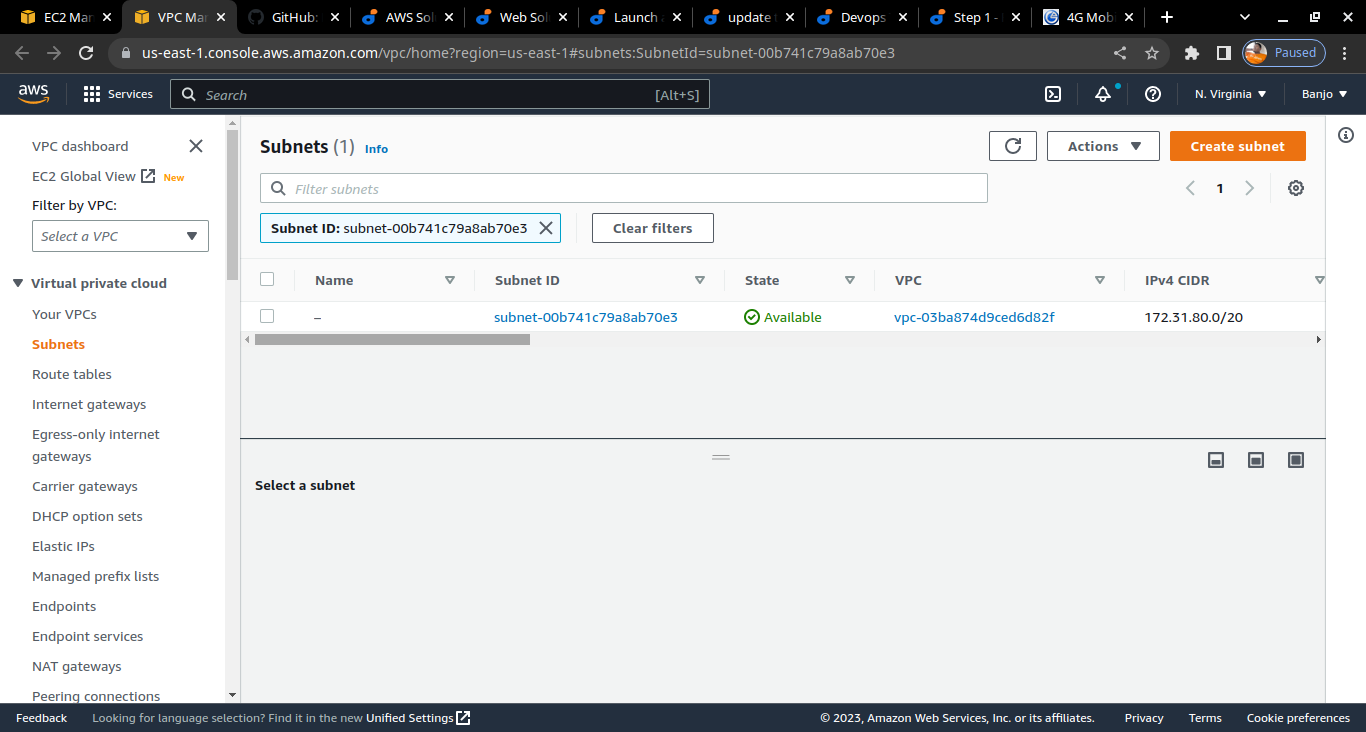 EC2 Mar
VPC Mar
GitHub:
AWS Sol
Web Sol
Launch
update
Devops
Step 1 -
4G Mobi
us-east-1.console.aws.amazon.com/vpc/home?region=us-east-1#subnets:SubnetId=subnet-00b741c79a8ab70e3
Paused
aws
Services
Search
[Alt+S]
N. Virginia
Banjo
VPC dashboard
EC2 Global View
New
Filter by VPC:
Select a VPC
Virtual private cloud
Your VPCs
Subnets
Route tables
Internet gateways
Egress-only internet
gateways
Carrier gateways
DHCP option sets
Elastic IPs
Managed prefix lists
Endpoints
Endpoint services
NAT gateways
Peering connections
Subnets (1)
Info
Actions
Create subnet
Filter subnets
1
Subnet ID: subnet-00b741c79a8ab70e3
Clear filters
Name
Subnet ID
State
VPC
IPv4 CIDR
–
subnet-00b741c79a8ab70e3
Available
vpc-03ba874d9ced6d82f
172.31.80.0/20
Select a subnet
Feedback
Looking for language selection? Find it in the new Unified Settings
© 2023, Amazon Web Services, Inc. or its affiliates.
Privacy
Terms
Cookie preferences